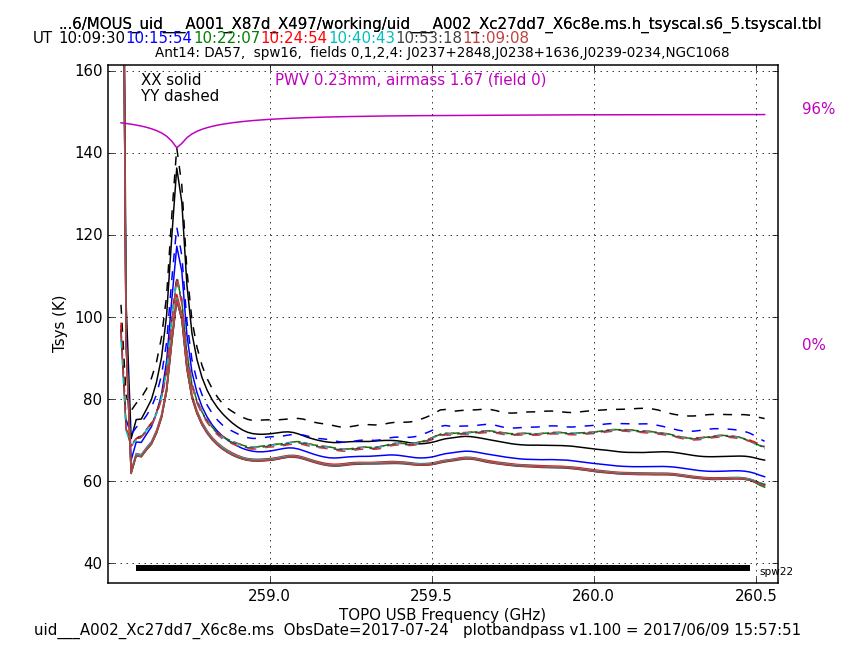 ...6/MOUS_uid___A001_X87d_X497/working/uid___A002_Xc27dd7_X6c8e.ms.h_tsyscal.s6_5.tsyscal.tbl
UT 10:09:30 10:15:54 10:22:07 10:24:54 10:40:43 10:53:18 11:09:08
Ant14: DA57, spw16, fields 0,1,2,4: J0237+2848,J0238+1636,J0239-0234,NGC1068
XX solid
YY dashed
PWV 0.23mm, airmass 1.67 (field 0)
96%
0%
160
140
120
100
80
60
40
Tsys (K)
spw22
259.0 259.5 260.0 260.5
TOPO USB Frequency (GHz)
uid___A002_Xc27dd7_X6c8e.ms ObsDate=2017-07-24 plotbandpass v1.100 = 2017/06/09 15:57:51